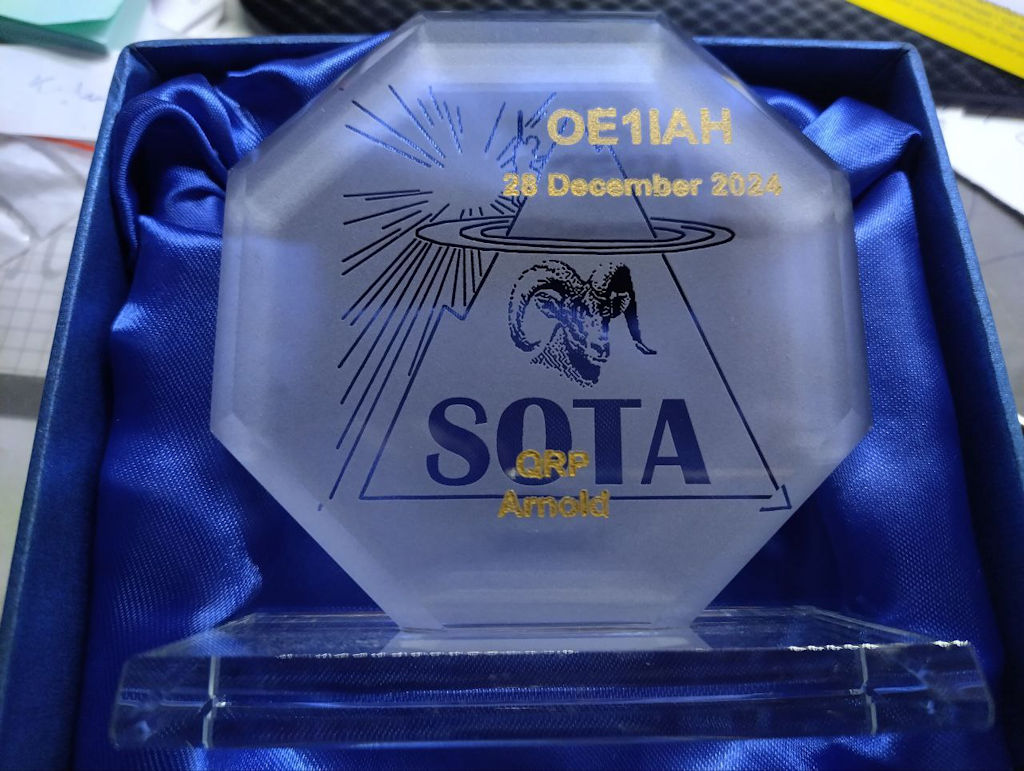 OE1IAH
28 December 2024
SOTA
QRP
Arnold